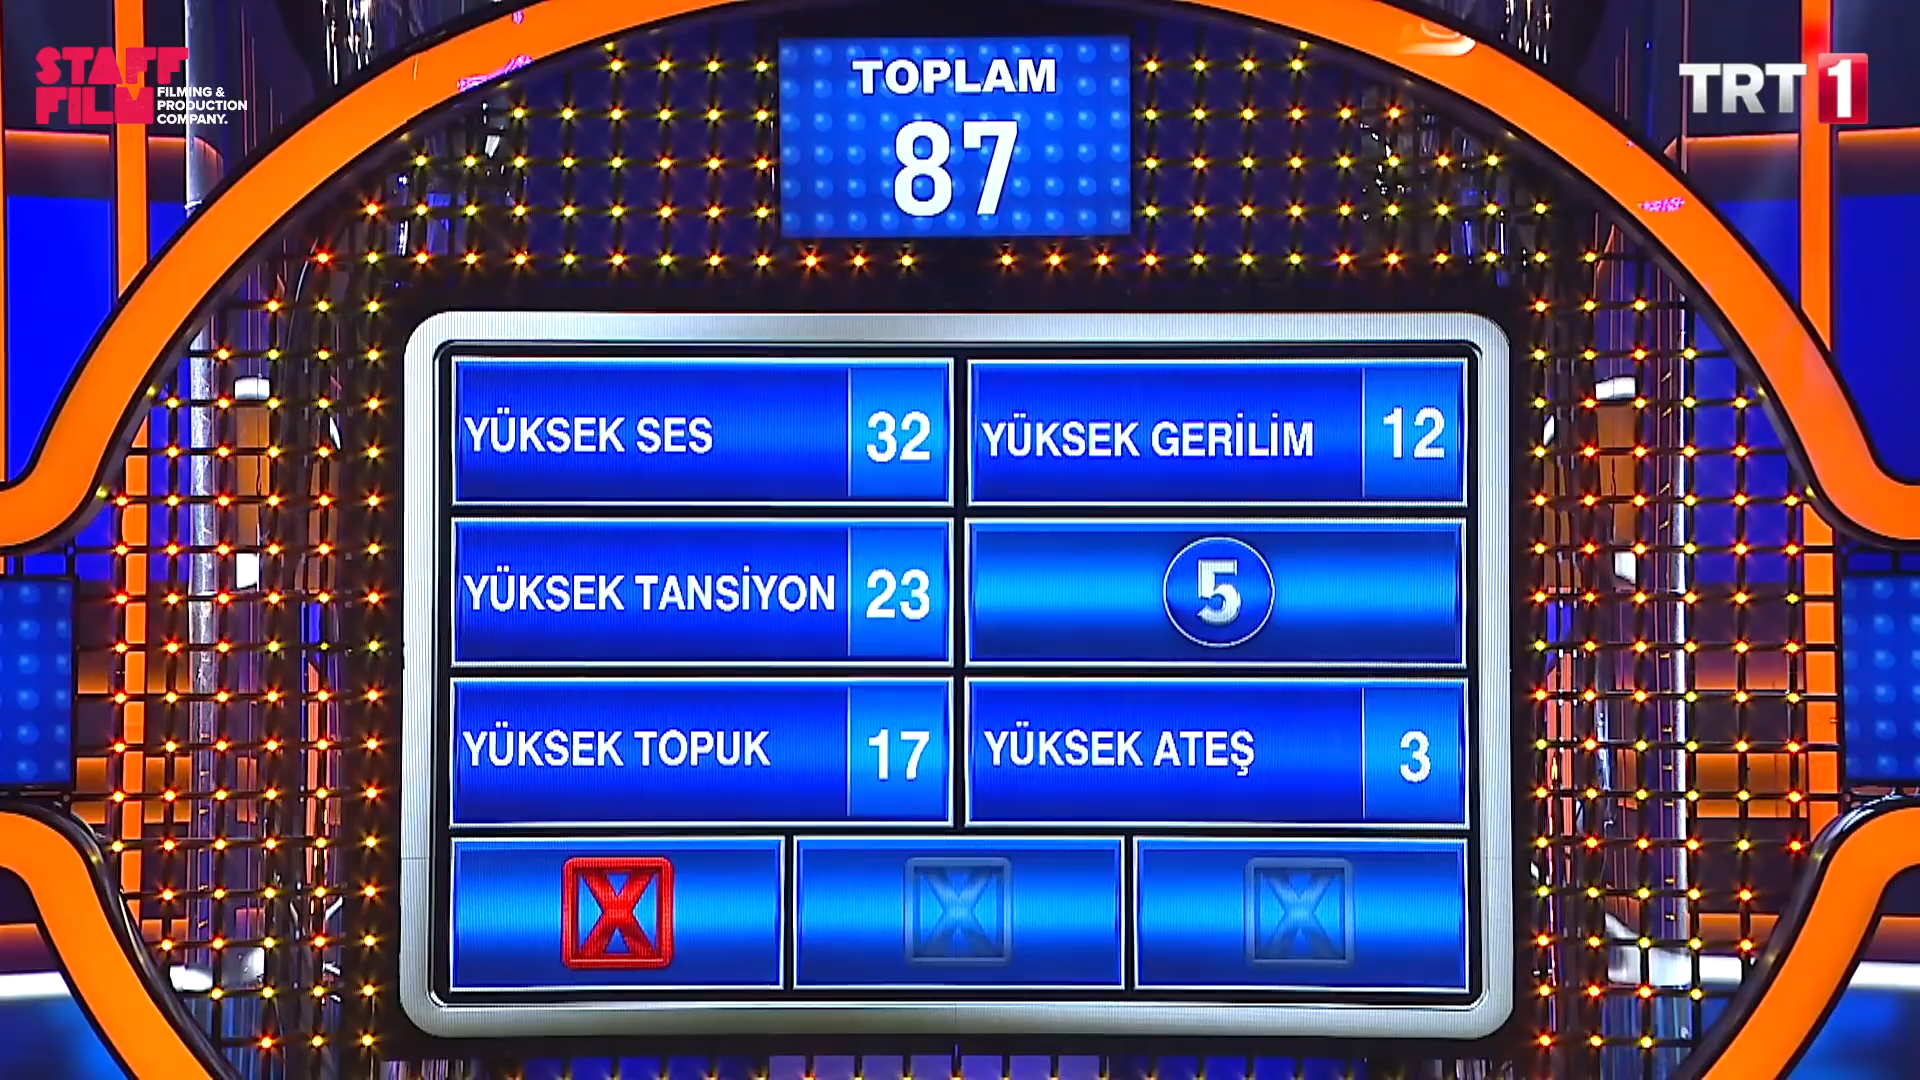 STAFF
FILM
FILMING &
PRODUCTION
COMPANY.
TRT 1
TOPLAM
87
YÜKSEK SES 32
YÜKSEK TANSİYON 23
YÜKSEK TOPUK 17
YÜKSEK GERİLİM 12
5
YÜKSEK ATEŞ 3
X X X